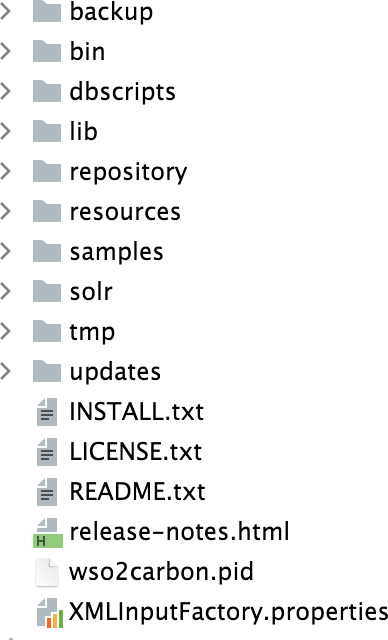 backup
bin
dbscripts
lib
repository
resources
samples
solr
tmp
updates
INSTALL.txt
LICENSE.txt
README.txt
release-notes.html
wso2carbon.pid
XMLInputFactory.properties